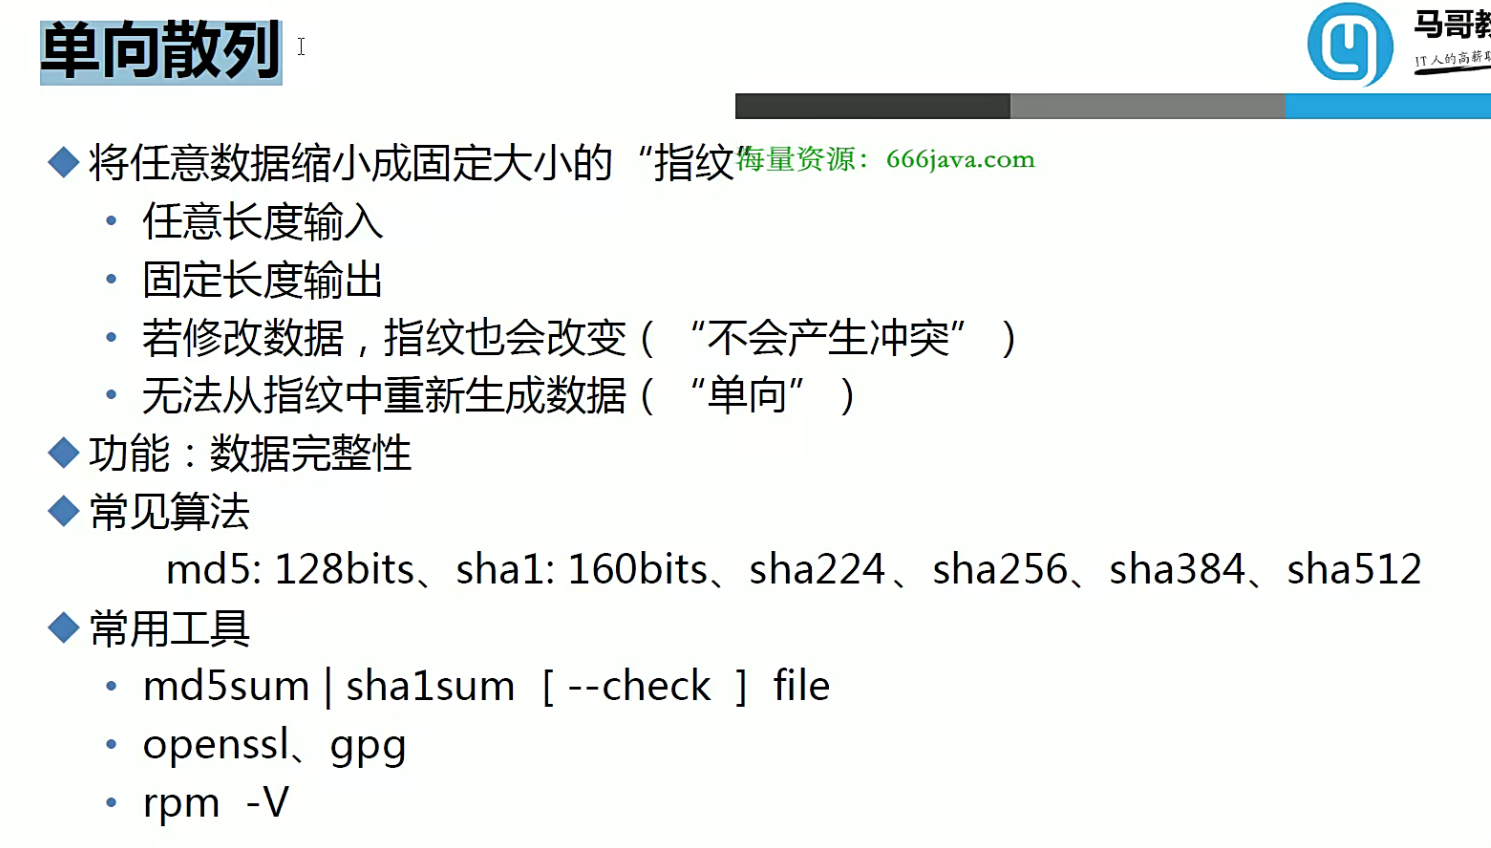 单向散列
马哥教
IT人的高薪职
将任意数据缩小成固定大小的“指纹”
海量资源：666java.com
• 任意长度输入
• 固定长度输出
• 若修改数据，指纹也会改变（“不会产生冲突”）
• 无法从指纹中重新生成数据（“单向”）
功能：数据完整性
常见算法
md5: 128bits、sha1: 160bits、sha224、sha256、sha384、sha512
常用工具
• md5sum | sha1sum [ --check ] file
• openssl、gpg
• rpm -V